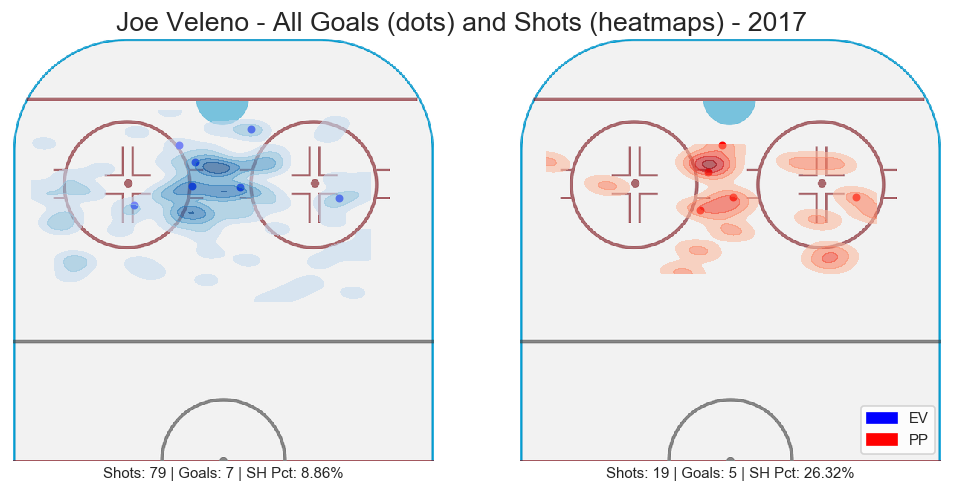 Joe Veleno - All Goals (dots) and Shots (heatmaps) - 2017
EV
PP
Shots: 79 | Goals: 7 | SH Pct: 8.86%
Shots: 19 | Goals: 5 | SH Pct: 26.32%